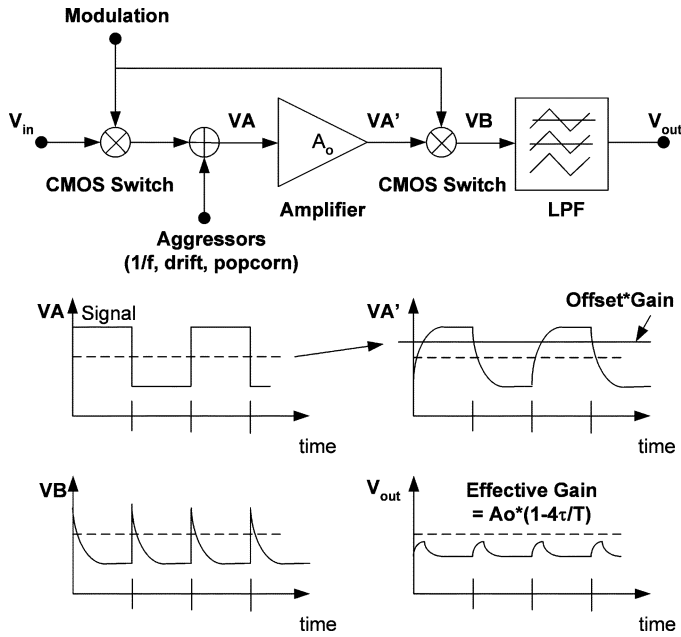 Modulation
V_in
VA
A_o
VA'
VB
V_out
CMOS Switch
CMOS Switch
Amplifier
LPF
Aggressors
(1/f, drift, popcorn)
VA
Signal
time
VA'
Offset*Gain
time
VB
time
V_out
Effective Gain
= Ao*(1-4τ/T)
time